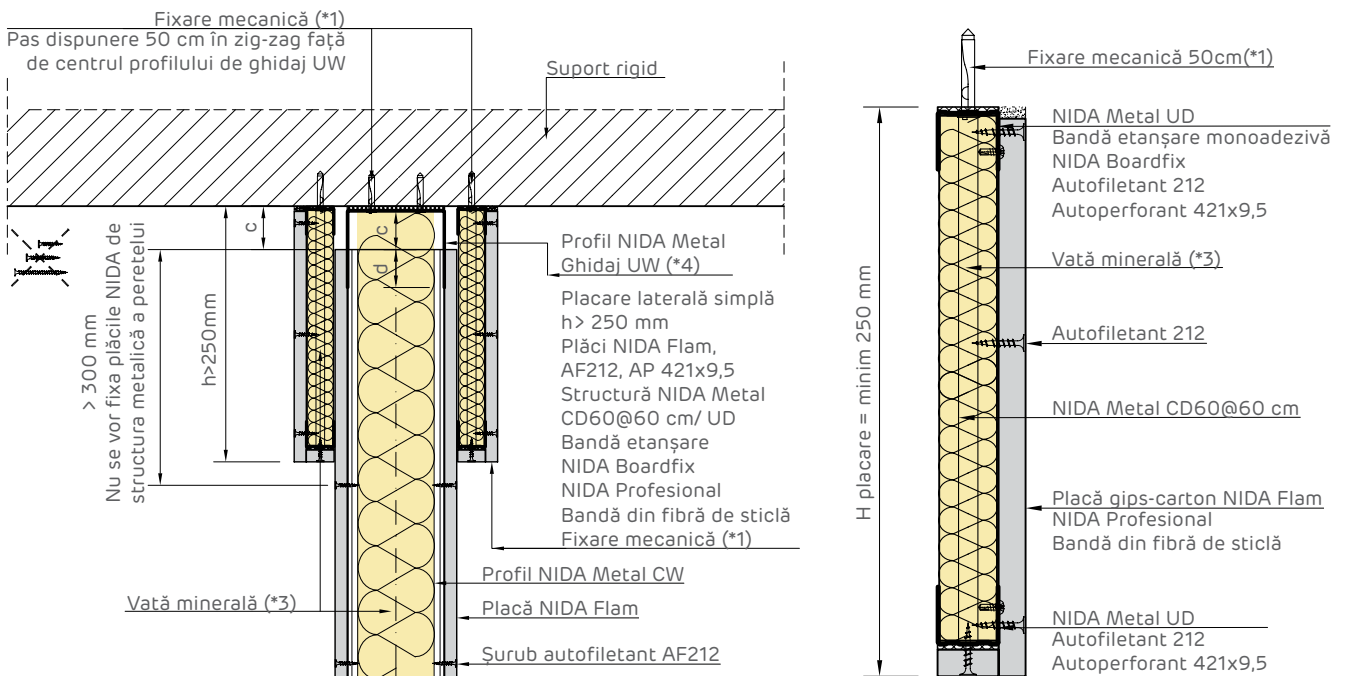 Fixare mecanică (*1)
Pas dispunere 50 cm în zig-zag față
de centrul profilului de ghidaj UW
Suport rigid
c
c
d
> 300 mm
Nu se vor fixa plăcile NIDA de
structura metalică a peretelui
h>250mm
Profil NIDA Metal
Ghidaj UW (*4)
Placare laterală simplă
h> 250 mm
Plăci NIDA Flam,
AF212, AP 421x9,5
Structură NIDA Metal
CD60@60 cm/ UD
Bandă etanșare
NIDA Boardfix
NIDA Profesional
Bandă din fibră de sticlă
Fixare mecanică (*1)
Profil NIDA Metal CW
Vată minerală (*3)
Placă NIDA Flam
Șurub autofiletant AF212
Fixare mecanică 50cm(*1)
NIDA Metal UD
Bandă etanșare monoadezivă
NIDA Boardfix
Autofiletant 212
Autoperforant 421x9,5
Vată minerală (*3)
Autofiletant 212
NIDA Metal CD60@60 cm
H placare = minim 250 mm
Placă gips-carton NIDA Flam
NIDA Profesional
Bandă din fibră de sticlă
NIDA Metal UD
Autofiletant 212
Autoperforant 421x9,5